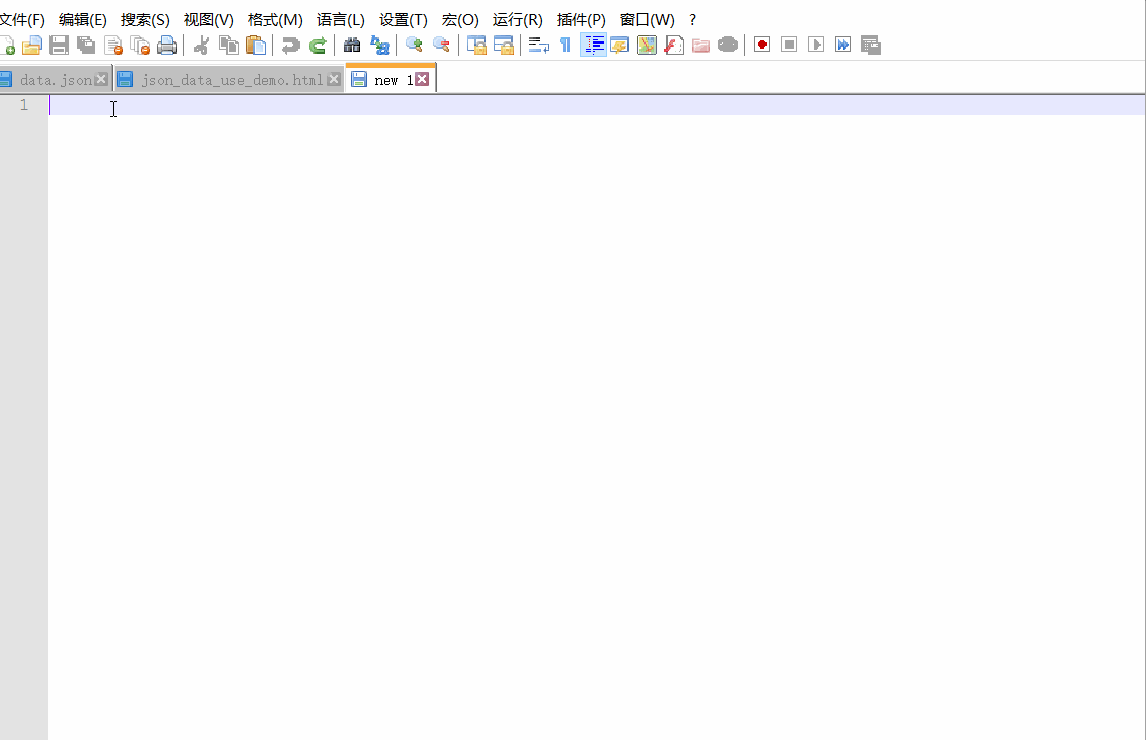 文件(F) 编辑(E) 搜索(S) 视图(V) 格式(M) 语言(L) 设置(T) 宏(O) 运行(R) 插件(P) 窗口(W) ?
data.json json_data_use_demo.html new 1
1